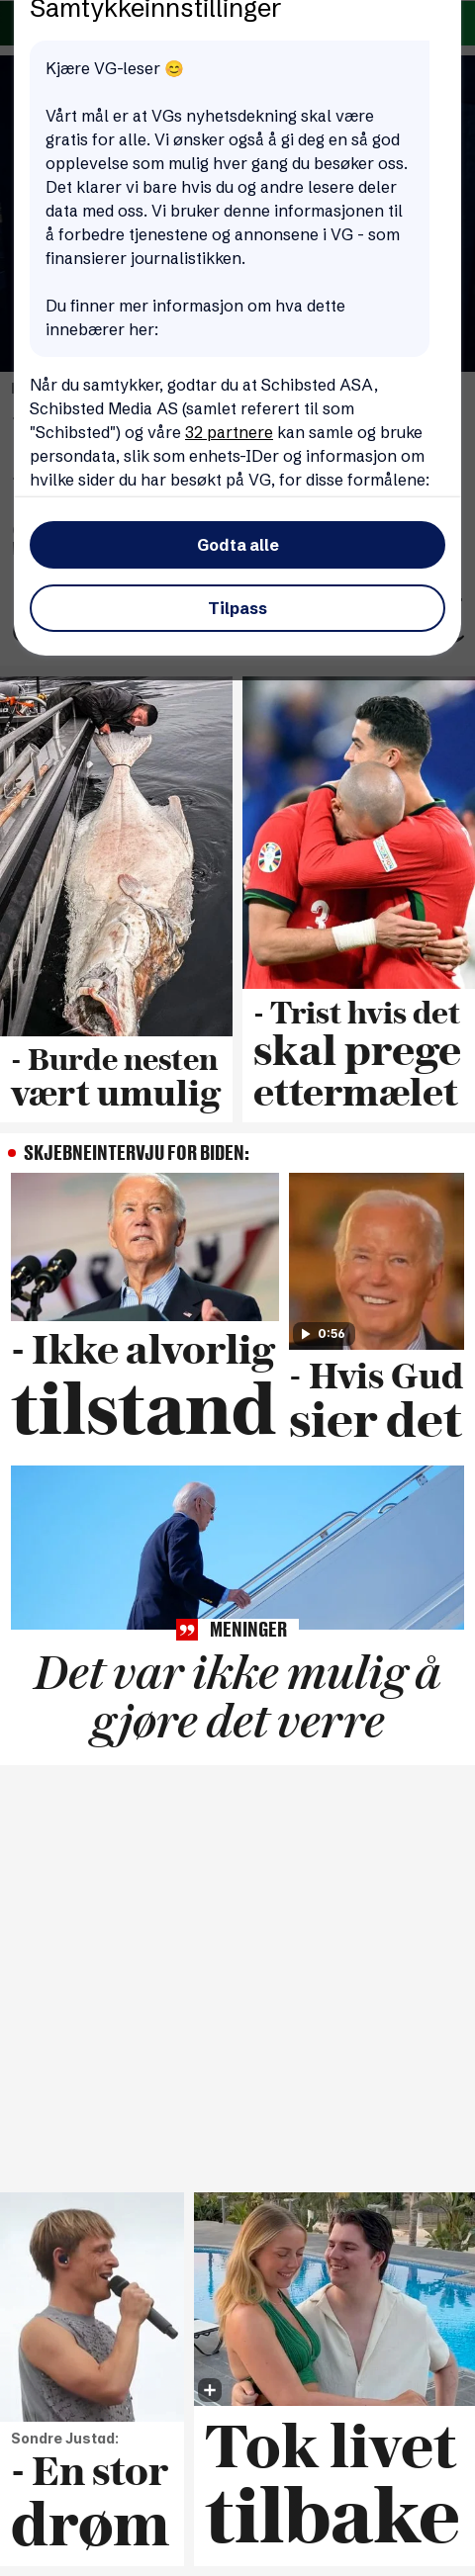 Samtykkeinnstillinger
Kjære VG-leser 😊
Vårt mål er at VGs nyhetsdekning skal være
gratis for alle. Vi ønsker også å gi deg en så god
opplevelse som mulig hver gang du besøker oss.
Det klarer vi bare hvis du og andre lesere deler
data med oss. Vi bruker denne informasjonen til
å forbedre tjenestene og annonsene i VG - som
finansierer journalistikken.
Du finner mer informasjon om hva dette
innebærer her:
Når du samtykker, godtar du at Schibsted ASA,
Schibsted Media AS (samlet referert til som
"Schibsted") og våre 32 partnere kan samle og bruke
persondata, slik som enhets-IDer og informasjon om
hvilke sider du har besøkt på VG, for disse formålene:
Godta alle
Tilpass
- Burde nesten
vært umulig
3
- Trist hvis det
skal prege
ettermælet
SKJEBNEINTERVJU FOR BIDEN:
- Ikke alvorlig
tilstand
0:56
- Hvis Gud
sier det
MENINGER
Det var ikke mulig å
gjøre det verre
Sondre Justad:
- En stor
drøm
Tok livet
tilbake